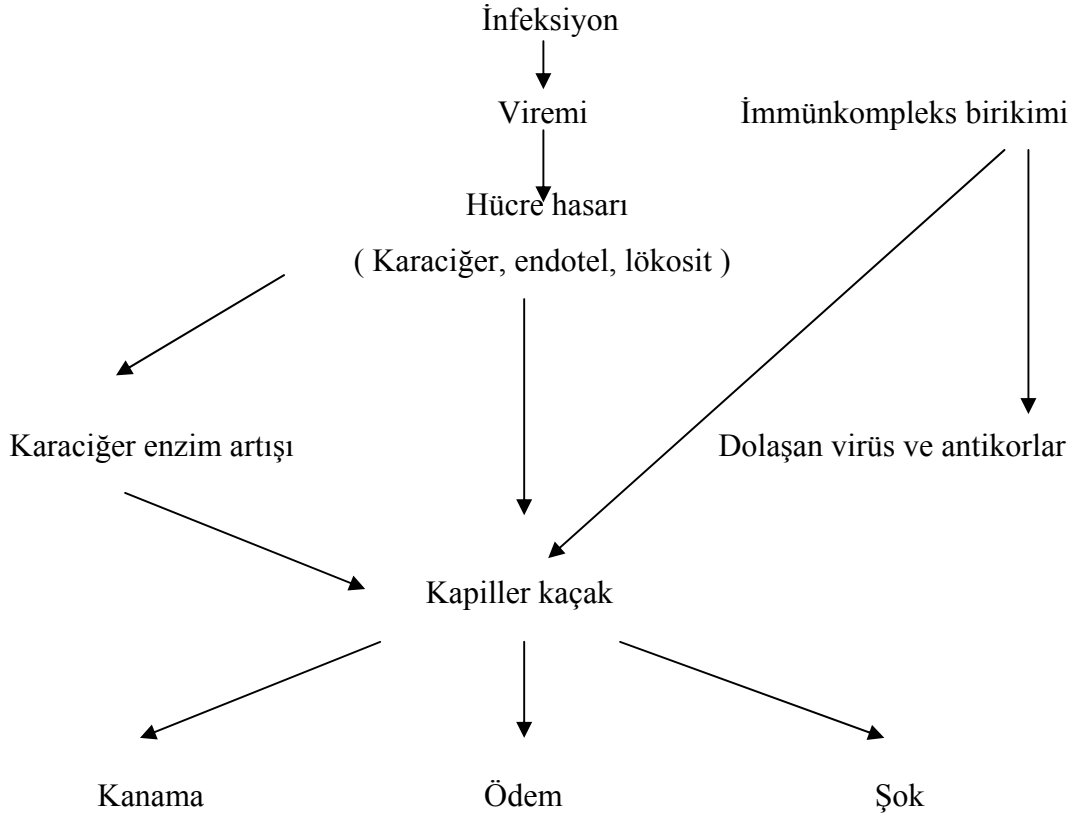 İnfeksiyon
Viremi
İmmünkompleks birikimi
Hücre hasarı
( Karaciğer, endotel, lökosit )
Karaciğer enzim artışı
Dolaşan virüs ve antikorlar
Kapiller kaçak
Kanama
Ödem
Şok